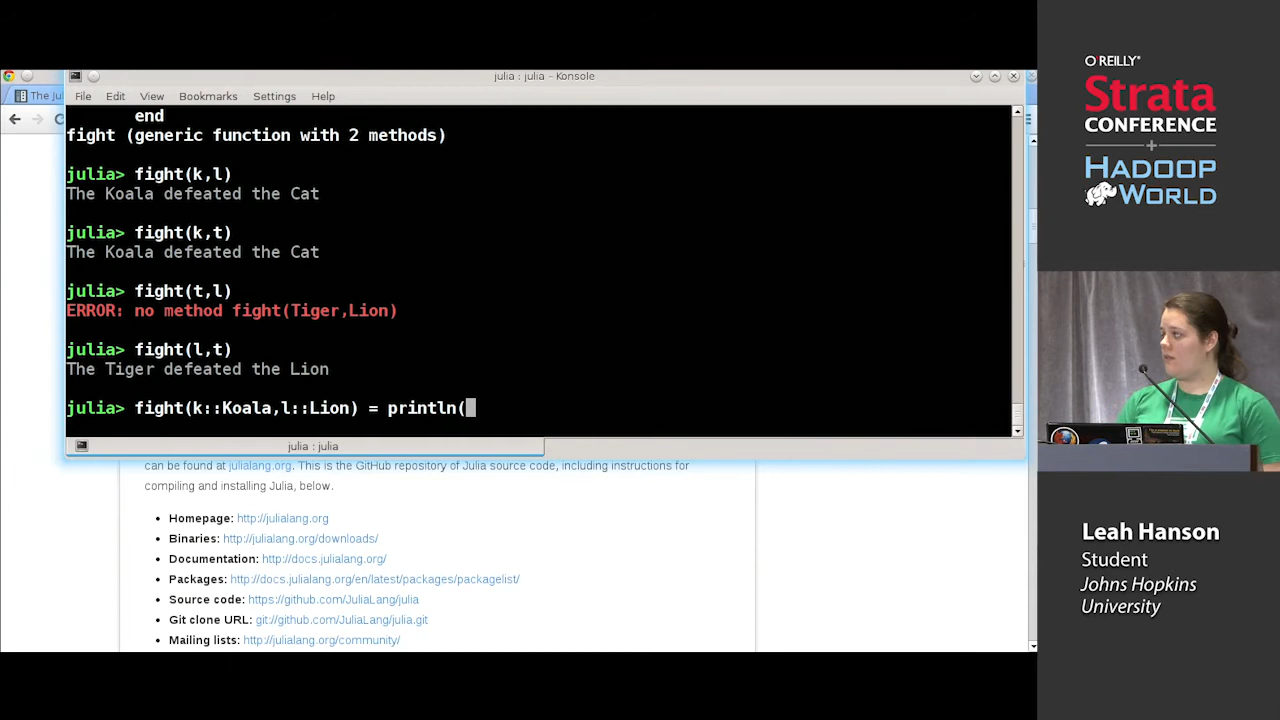 julia : julia – Konsole
The Jul
File Edit View Bookmarks Settings Help
end
fight (generic function with 2 methods)
julia> fight(k,l)
The Koala defeated the Cat
julia> fight(k,t)
The Koala defeated the Cat
julia> fight(t,l)
ERROR: no method fight(Tiger,Lion)
julia> fight(l,t)
The Tiger defeated the Lion
julia> fight(k::Koala,l::Lion) = println(
julia : julia
can be found at julialang.org. This is the GitHub repository of Julia source code, including instructions for
compiling and installing Julia, below.
• Homepage: http://julialang.org
• Binaries: http://julialang.org/downloads/
• Documentation: http://docs.julialang.org/
• Packages: http://docs.julialang.org/en/latest/packages/packagelist/
• Source code: https://github.com/JuliaLang/julia
• Git clone URL: git://github.com/JuliaLang/julia.git
• Mailing lists: http://julialang.org/community/
O REILLY®
Strata
CONFERENCE
+
HADOOP
WORLD
Leah Hanson
Student
Johns Hopkins
University